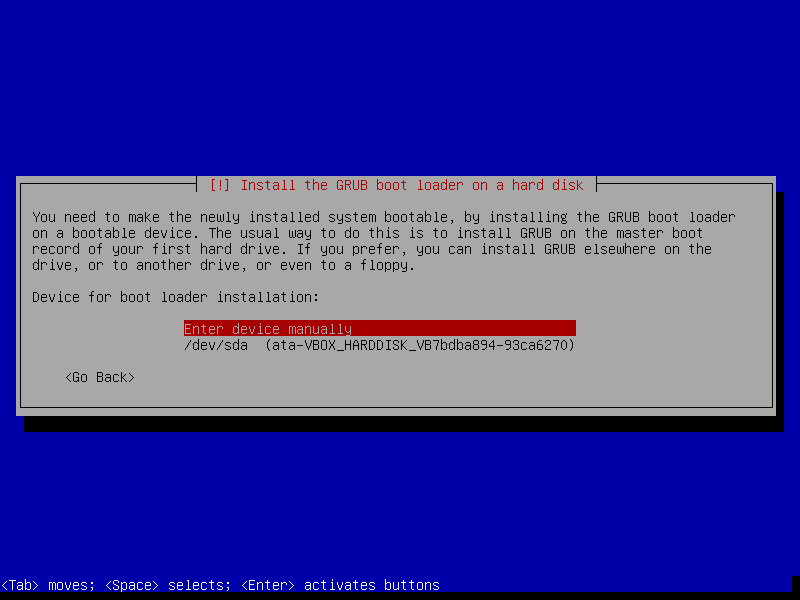 [!] Install the GRUB boot loader on a hard disk
You need to make the newly installed system bootable, by installing the GRUB boot loader
on a bootable device. The usual way to do this is to install GRUB on the master boot
record of your first hard drive. If you prefer, you can install GRUB elsewhere on the
drive, or to another drive, or even to a floppy.
Device for boot loader installation:
Enter device manually
/dev/sda  (ata-VBOX_HARDDISK_VB7bdba894-93ca6270)
<Go Back>
<Tab> moves; <Space> selects; <Enter> activates buttons